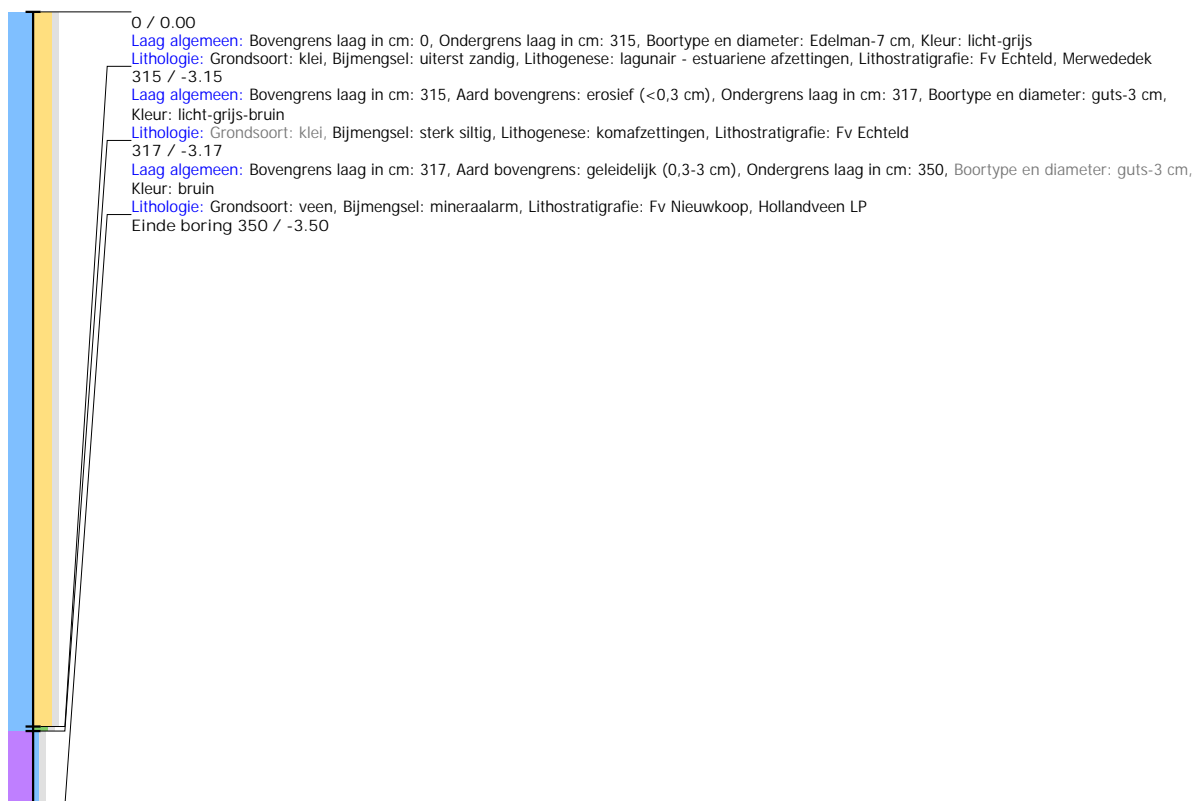 0 / 0.00
Laag algemeen: Bovengrens laag in cm: 0, Ondergrens laag in cm: 315, Boortype en diameter: Edelman-7 cm, Kleur: licht-grijs
Lithologie: Grondsoort: klei, Bijmengsel: uiterst zandig, Lithogenese: lagunair - estuariene afzettingen, Lithostratigrafie: Fv Echteld, Merwededek
315 / -3.15
Laag algemeen: Bovengrens laag in cm: 315, Aard bovengrens: erosief (<0,3 cm), Ondergrens laag in cm: 317, Boortype en diameter: guts-3 cm,
Kleur: licht-grijs-bruin
Lithologie: Grondsoort: klei, Bijmengsel: sterk siltig, Lithogenese: komafzettingen, Lithostratigrafie: Fv Echteld
317 / -3.17
Laag algemeen: Bovengrens laag in cm: 317, Aard bovengrens: geleidelijk (0,3-3 cm), Ondergrens laag in cm: 350, Boortype en diameter: guts-3 cm,
Kleur: bruin
Lithologie: Grondsoort: veen, Bijmengsel: mineraalarm, Lithostratigrafie: Fv Nieuwkoop, Hollandveen LP
Einde boring 350 / -3.50